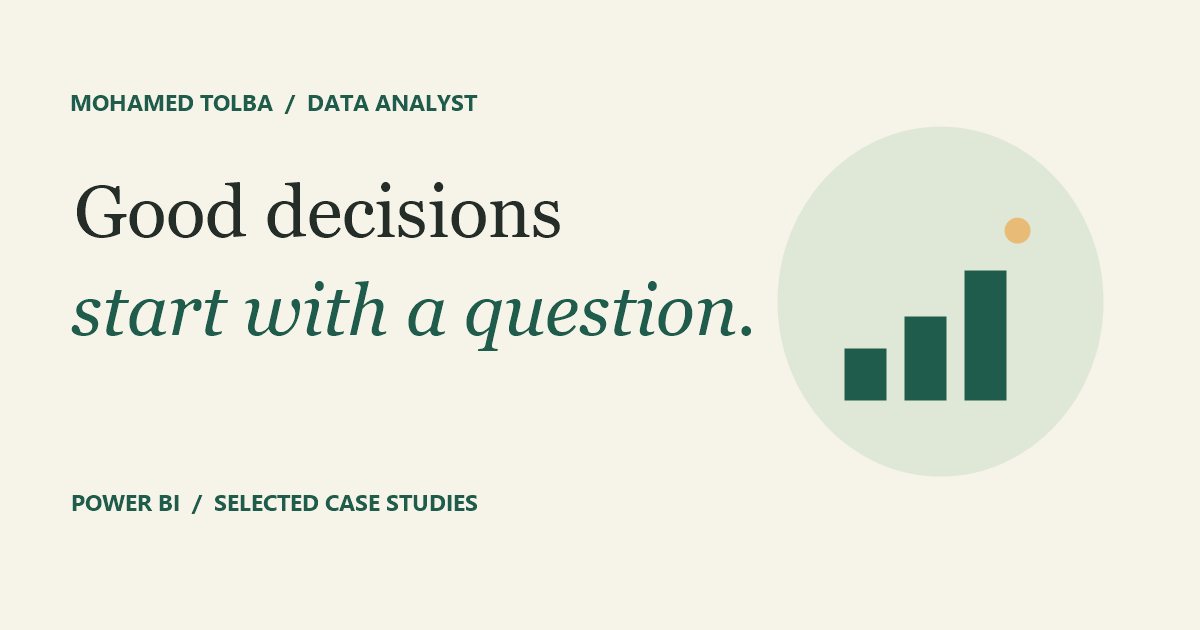 MOHAMED TOLBA / DATA ANALYST
Good decisions
start with a question.
POWER BI / SELECTED CASE STUDIES